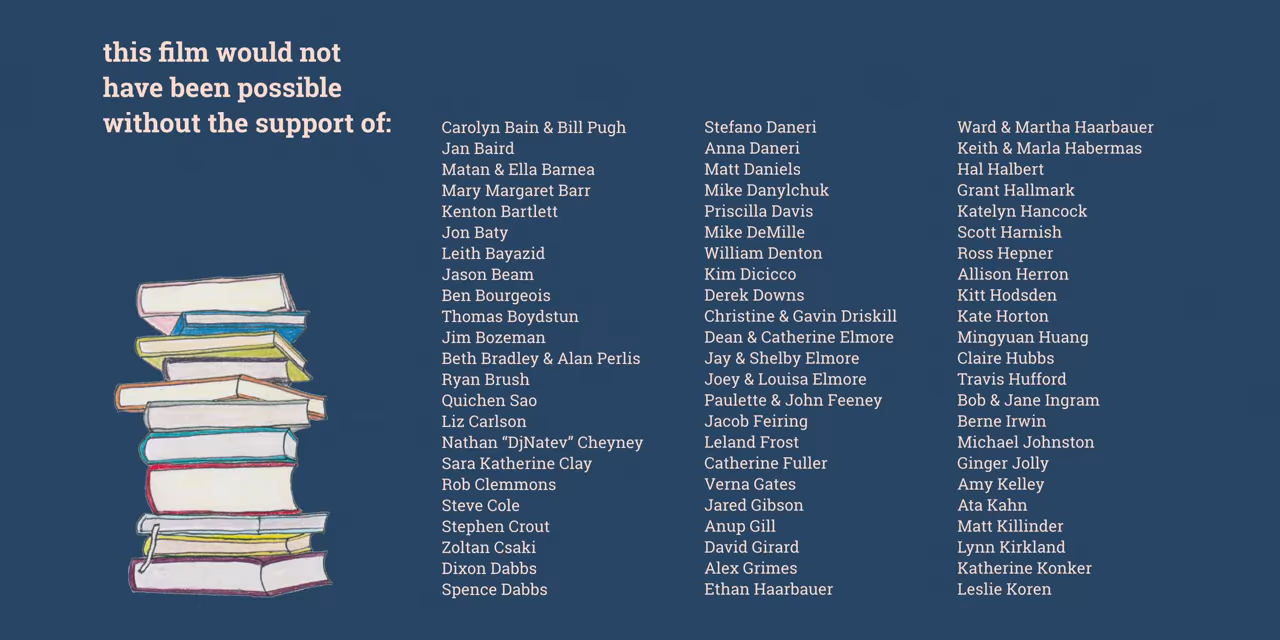 this film would not
have been possible
without the support of:
Carolyn Bain & Bill Pugh
Jan Baird
Matan & Ella Barnea
Mary Margaret Barr
Kenton Bartlett
Jon Baty
Leith Bayazid
Jason Beam
Ben Bourgeois
Thomas Boydstun
Jim Bozeman
Beth Bradley & Alan Perlis
Ryan Brush
Quichen Sao
Liz Carlson
Nathan “DjNatev” Cheyney
Sara Katherine Clay
Rob Clemmons
Steve Cole
Stephen Crout
Zoltan Csaki
Dixon Dabbs
Spence Dabbs
Stefano Daneri
Anna Daneri
Matt Daniels
Mike Danylchuk
Priscilla Davis
Mike DeMille
William Denton
Kim Dicicco
Derek Downs
Christine & Gavin Driskill
Dean & Catherine Elmore
Jay & Shelby Elmore
Joey & Louisa Elmore
Paulette & John Feeney
Jacob Feiring
Leland Frost
Catherine Fuller
Verna Gates
Jared Gibson
Anup Gill
David Girard
Alex Grimes
Ethan Haarbauer
Ward & Martha Haarbauer
Keith & Marla Habermas
Hal Halbert
Grant Hallmark
Katelyn Hancock
Scott Harnish
Ross Hepner
Allison Herron
Kitt Hodsden
Kate Horton
Mingyuan Huang
Claire Hubbs
Travis Hufford
Bob & Jane Ingram
Berne Irwin
Michael Johnston
Ginger Jolly
Amy Kelley
Ata Kahn
Matt Killinder
Lynn Kirkland
Katherine Konker
Leslie Koren